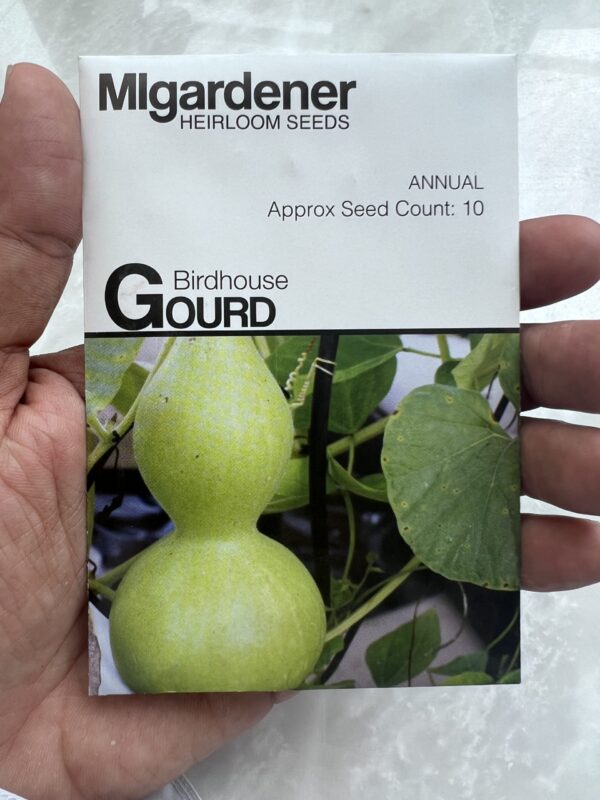 MIgardener
HEIRLOOM SEEDS
ANNUAL
Approx Seed Count: 10
Birdhouse
GOURD